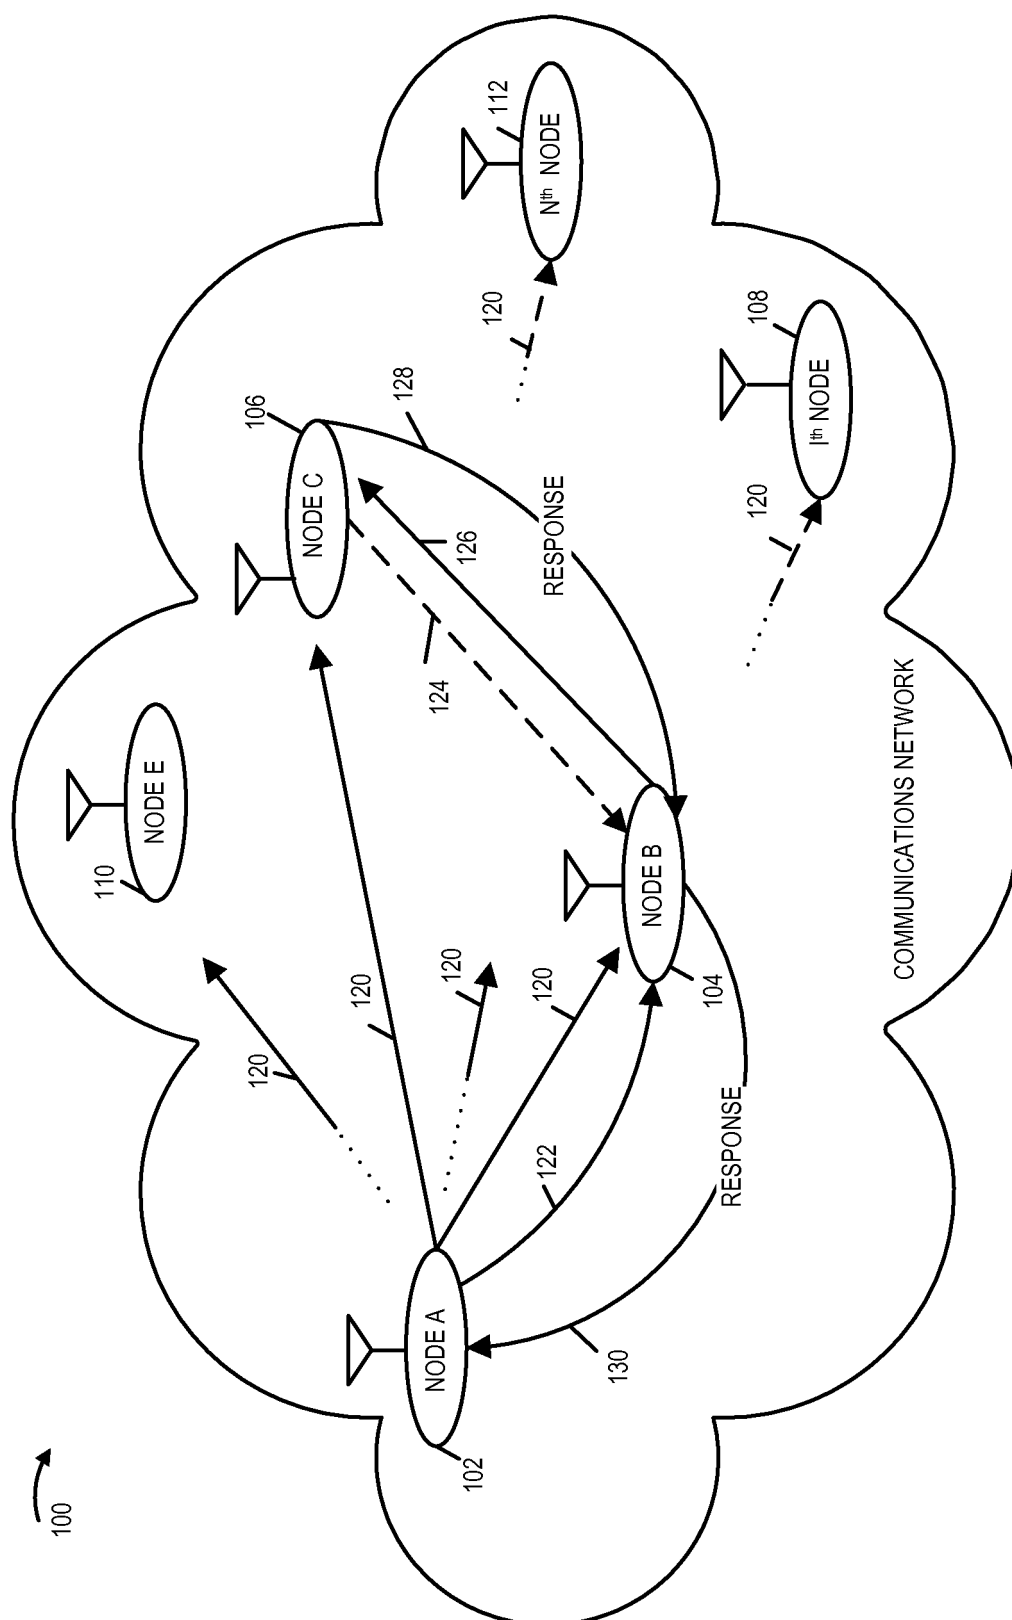 100
NODE A
102
NODE B
104
NODE C
106
Ith NODE
108
NODE E
110
Nth NODE
112
120
120
120
120
120
120
122
124
126
128
RESPONSE
130
RESPONSE
COMMUNICATIONS NETWORK